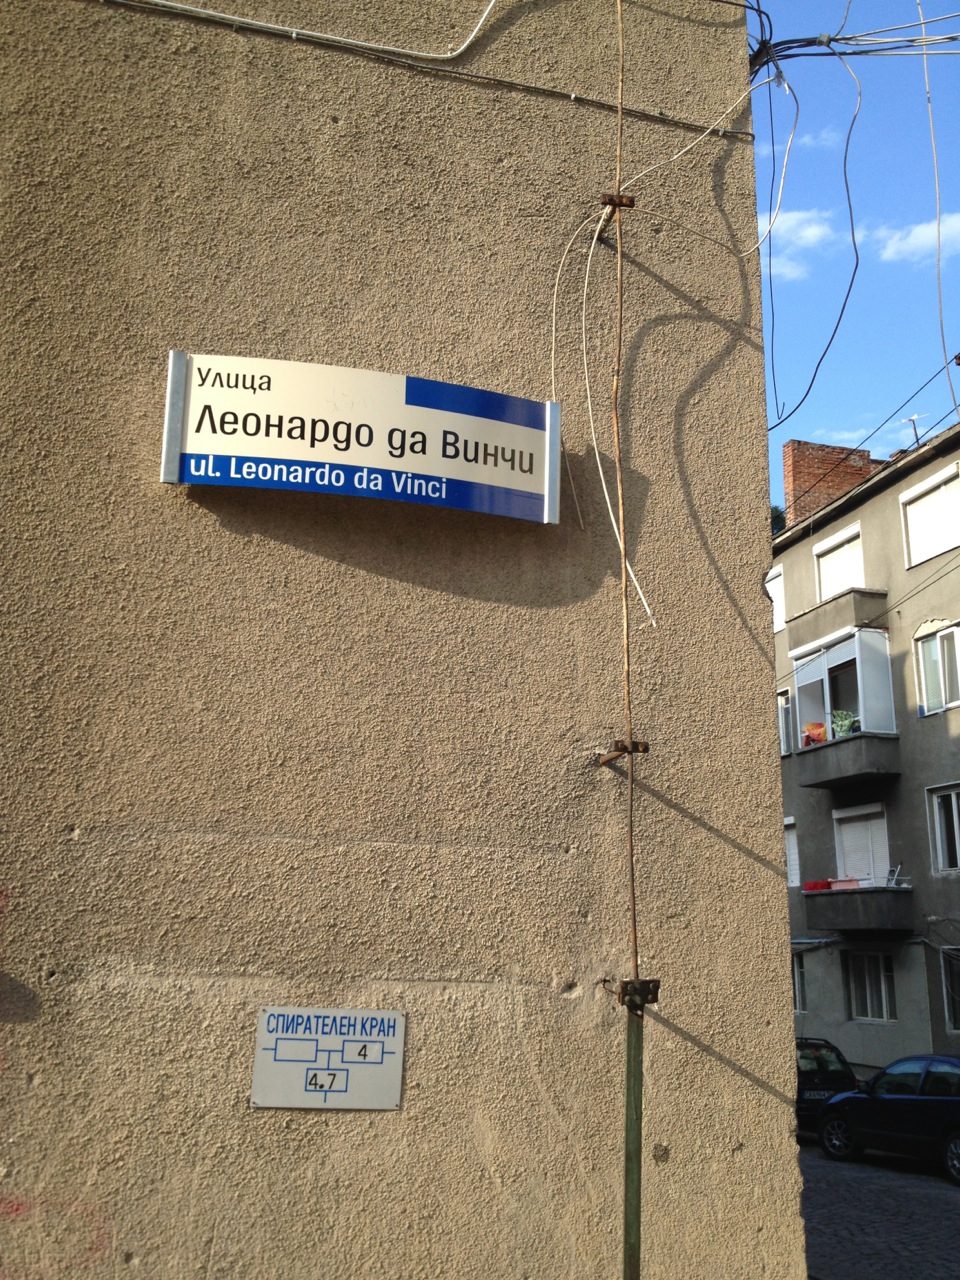 Улица
Леонардо да Винчи
ul. Leonardo da Vinci
СПИРАТЕЛЕН КРАН
4
4.7